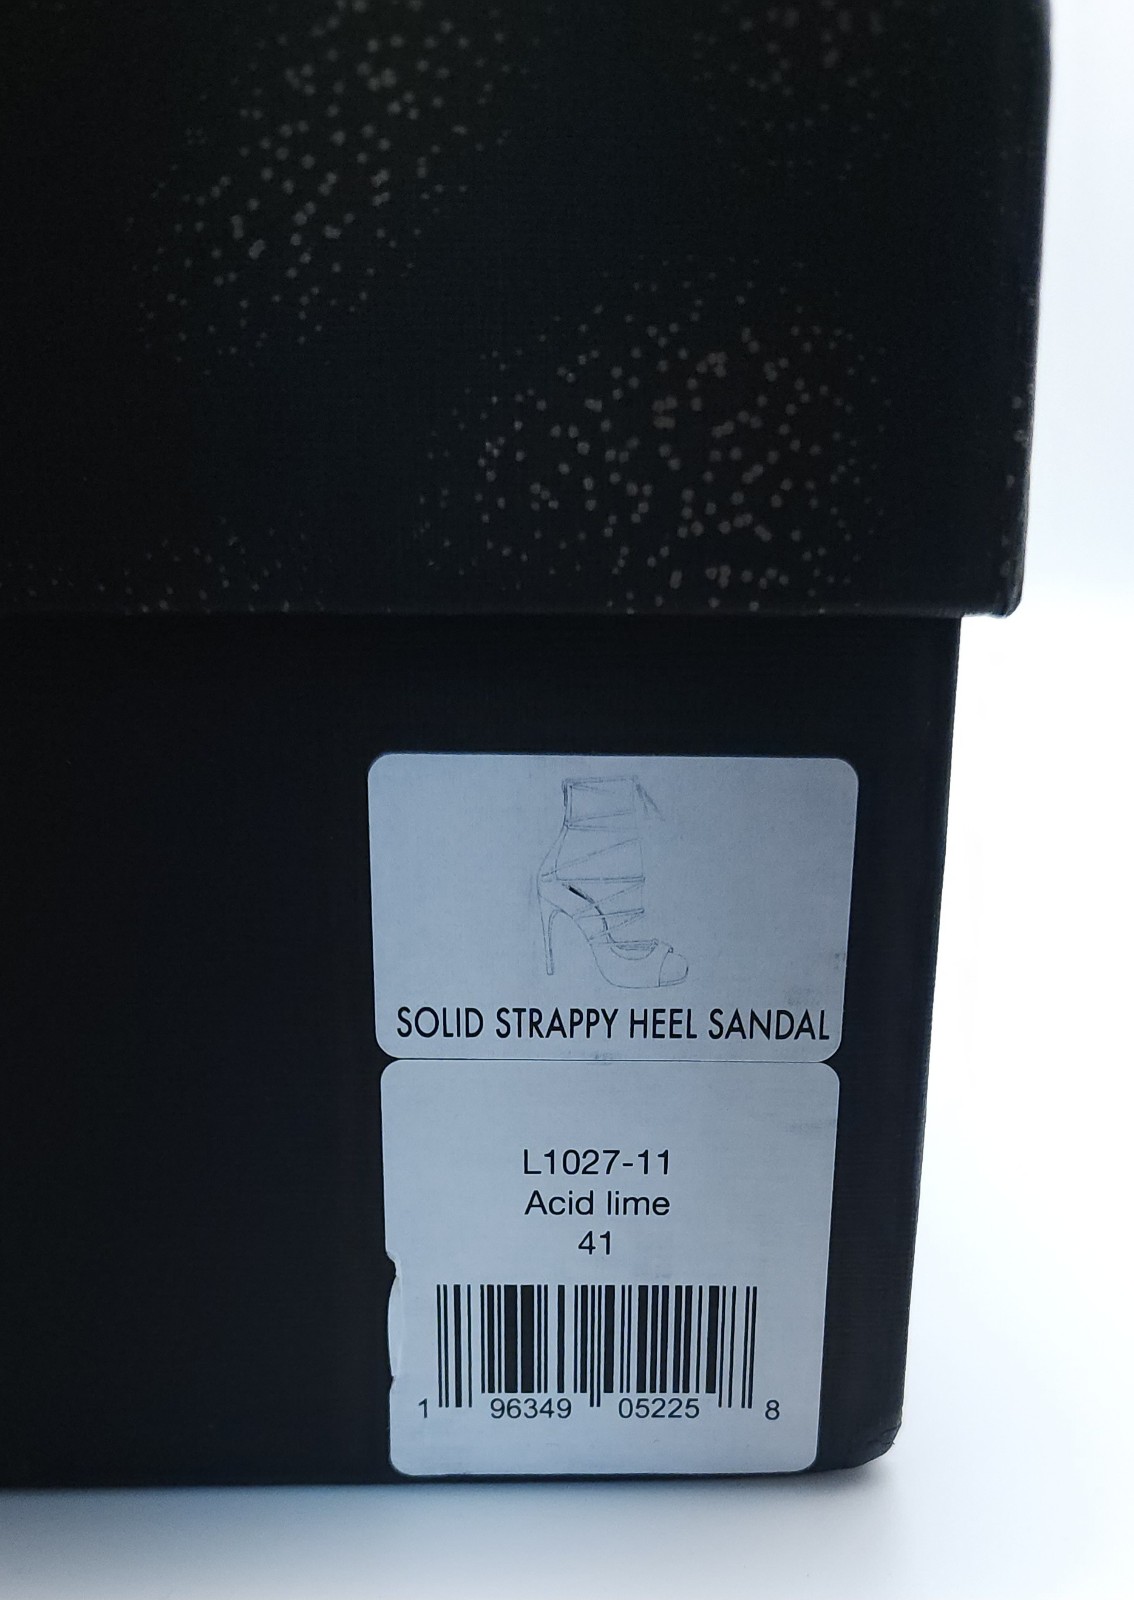 SOLID STRAPPY HEEL SANDAL
L1027-11
Acid lime
41
1 96349 05225 8